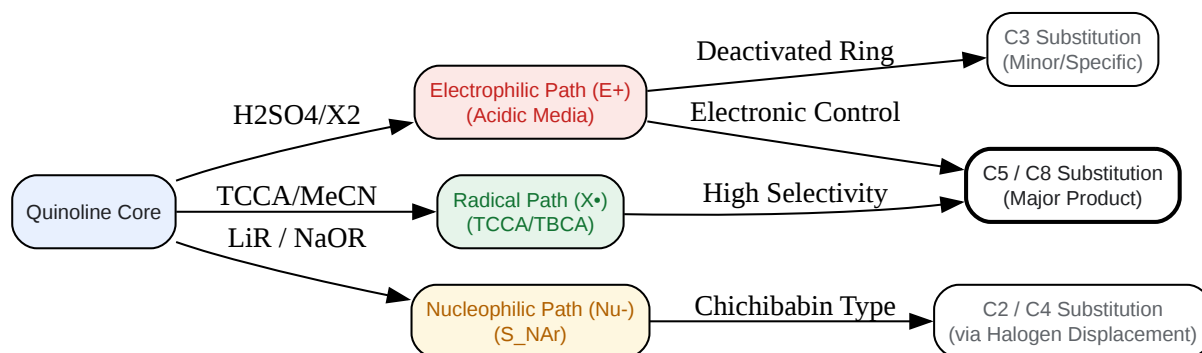 Quinoline Core
H2SO4/X2
TCCA/MeCN
LiR / NaOR
Electrophilic Path (E+)
(Acidic Media)
Radical Path (X•)
(TCCA/TBCA)
Nucleophilic Path (Nu-)
(S_NAr)
Deactivated Ring
Electronic Control
High Selectivity
Chichibabin Type
C3 Substitution
(Minor/Specific)
C5 / C8 Substitution
(Major Product)
C2 / C4 Substitution
(via Halogen Displacement)